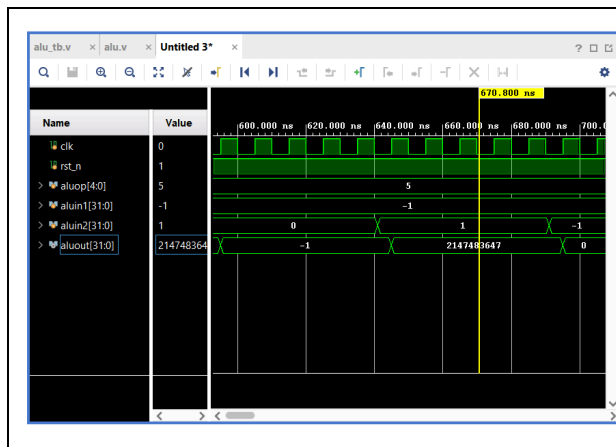 alu_tb.v × alu.v × Untitled 3* × ?
670.800 ns
Name Value 600.000 ns 620.000 ns 640.000 ns 660.000 ns 680.000 ns 700.0
clk 0
rst_n 1
> aluop[4:0] 5 5
> aluin1[31:0] -1 -1
> aluin2[31:0] 1 0 1 -1
> aluout[31:0] 214748364 -1 2147483647 0